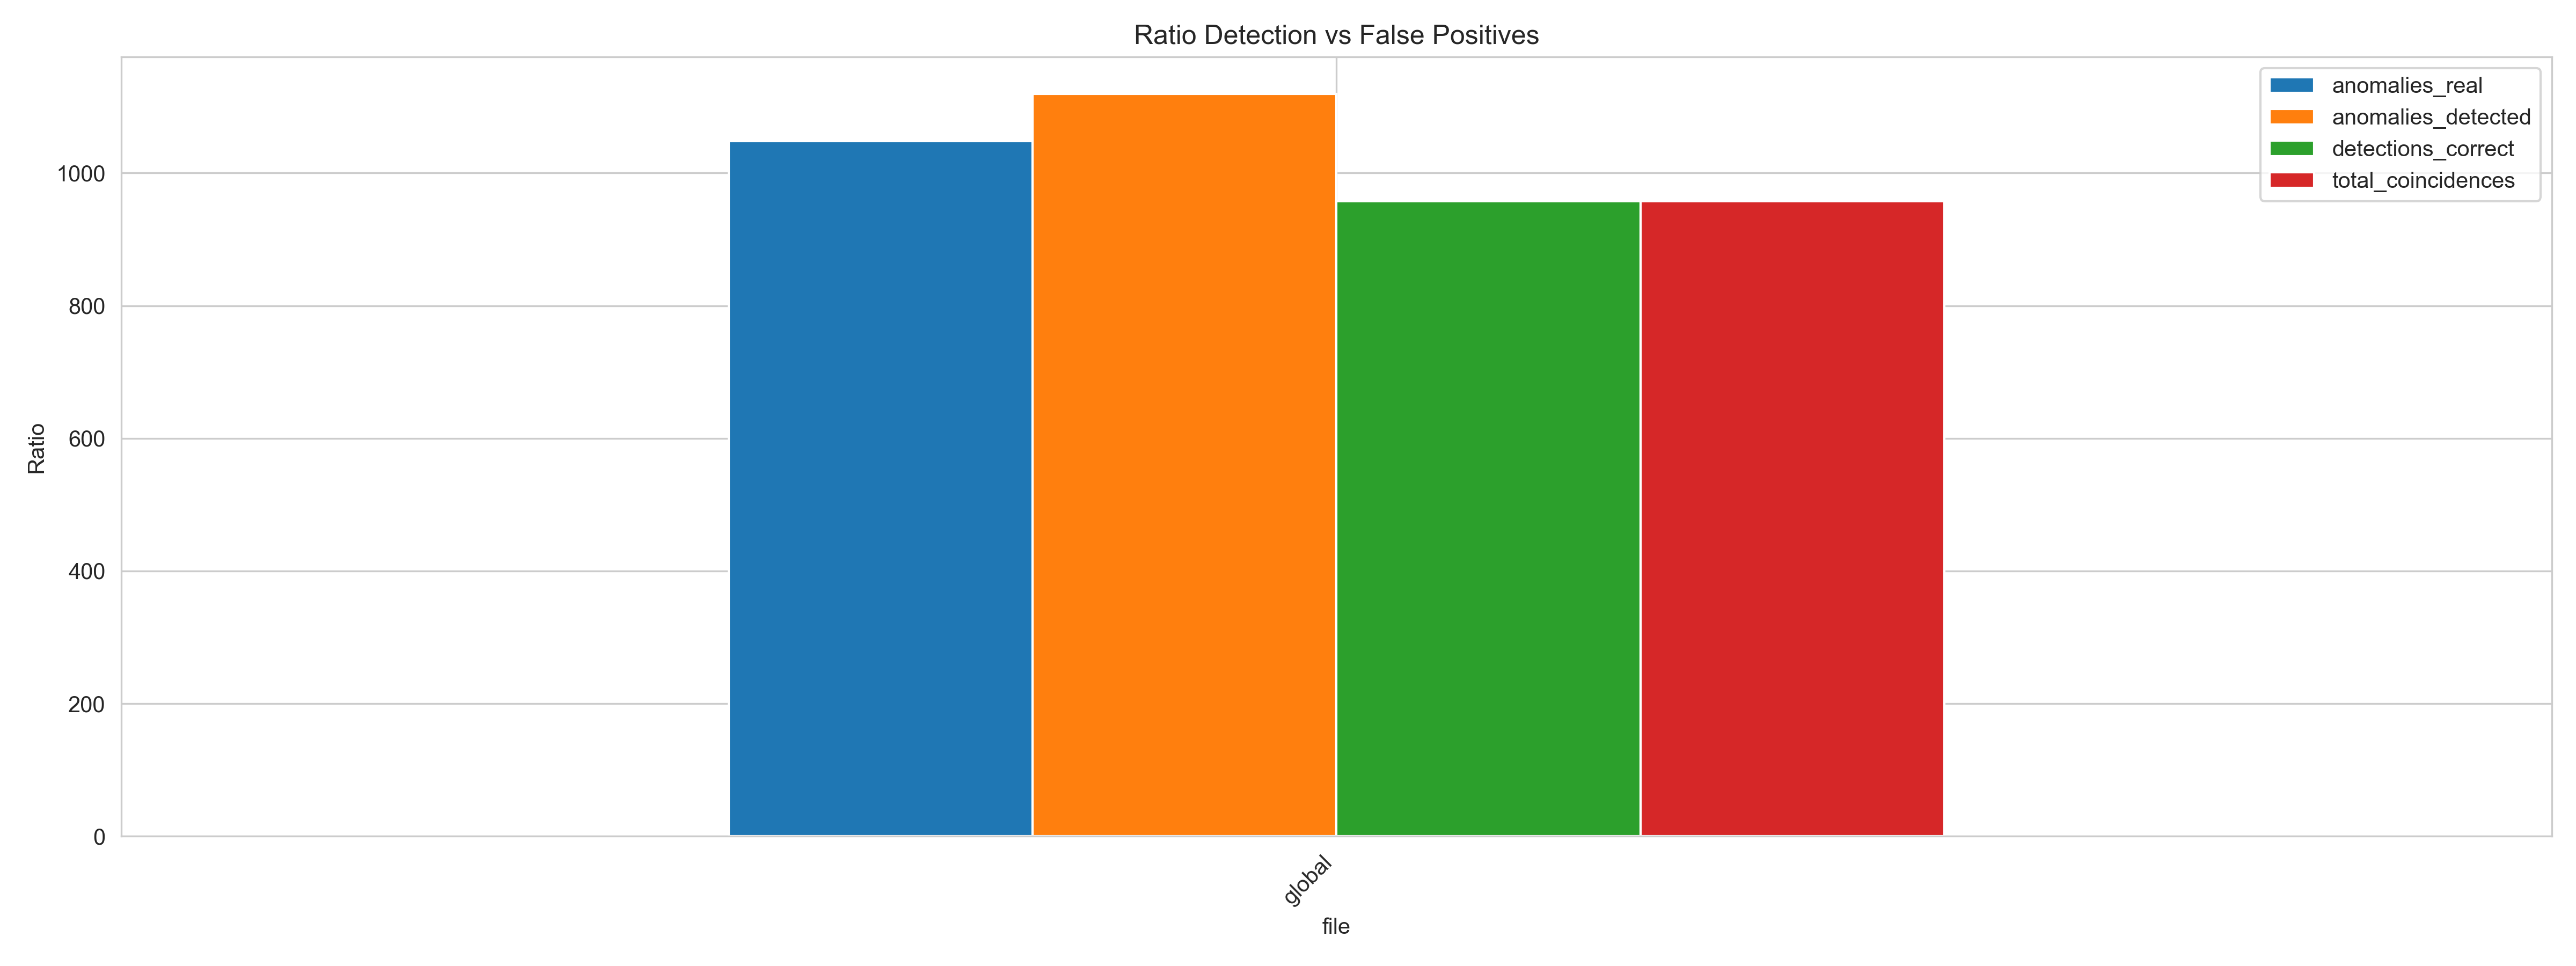 Ratio Detection vs False Positives
anomalies_real
anomalies_detected
detections_correct
total_coincidences
1000
800
600
400
200
0
Ratio
global
file